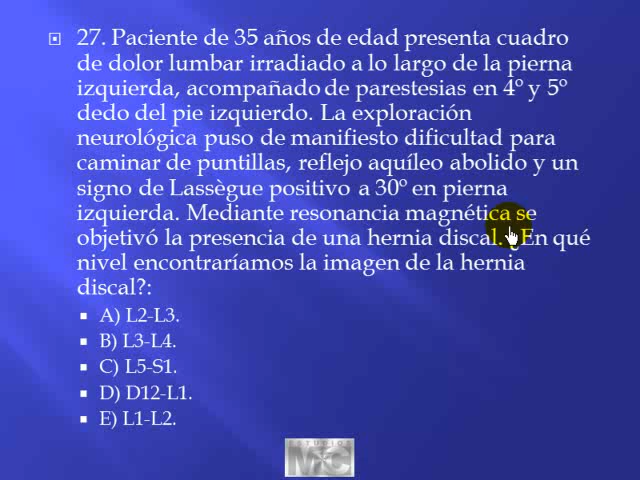 27. Paciente de 35 años de edad presenta cuadro
de dolor lumbar irradiado a lo largo de la pierna
izquierda, acompañado de parestesias en 4º y 5º
dedo del pie izquierdo. La exploración
neurológica puso de manifiesto dificultad para
caminar de puntillas, reflejo aquíleo abolido y un
signo de Lassègue positivo a 30º en pierna
izquierda. Mediante resonancia magnética se
objetivó la presencia de una hernia discal. ¿En qué
nivel encontraríamos la imagen de la hernia
discal?:
A) L2-L3.
B) L3-L4.
C) L5-S1.
D) D12-L1.
E) L1-L2.
ESTUDIOS
MC